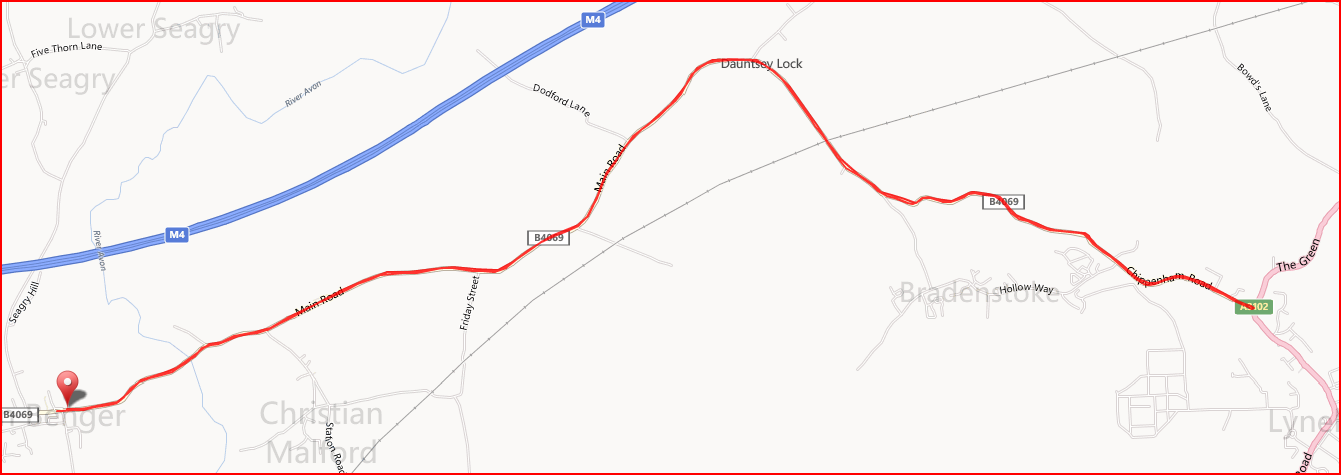 Lower Seagry
M4
Five Thorn Lane
er Seagry
River Avon
Dauntsey Lock
Dodford Lane
Bowd's Lane
Main Road
B4069
B4069
M4
River Avon
The Green
Chippenham Road
Seagry Hill
Main Road
Friday Street
Bradenstoke
Hollow Way
A3102
B4069
Benger
Christian
Malford
Station Road
Lyne
Road